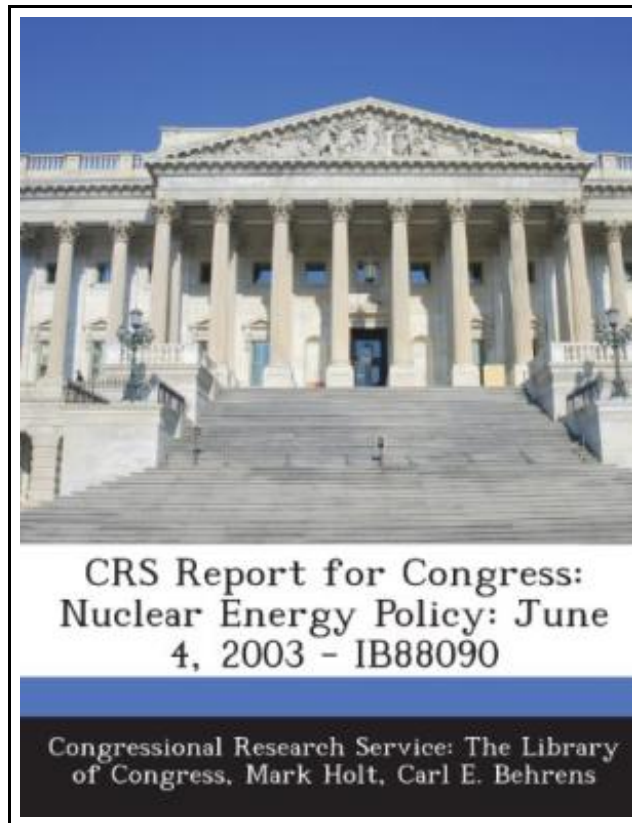 CRS Report for Congress:
Nuclear Energy Policy: June
4, 2003 - IB88090
Congressional Research Service: The Library
of Congress, Mark Holt, Carl E. Behrens